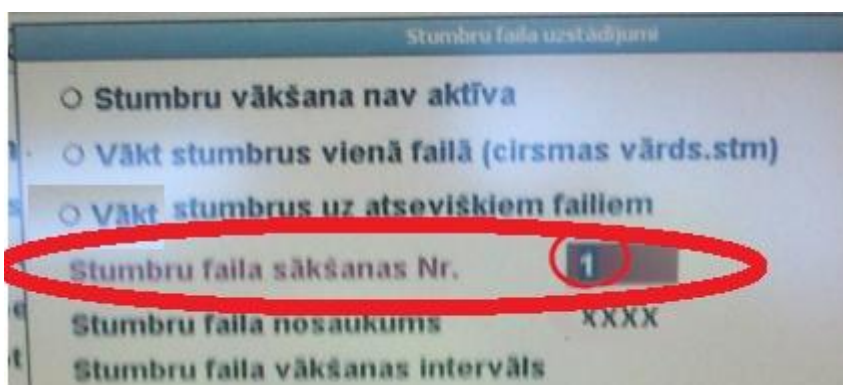 Stumbru faila uzstādījumi
Stumbru vākšana nav aktīva
Vākt stumbrus vienā failā (cirsmas vārds.stm)
Vākt stumbrus uz atsevišķiem failiem
Stumbru faila sākšanas Nr. 1
Stumbru faila nosaukums XXXX
Stumbru faila vākšanas intervāls